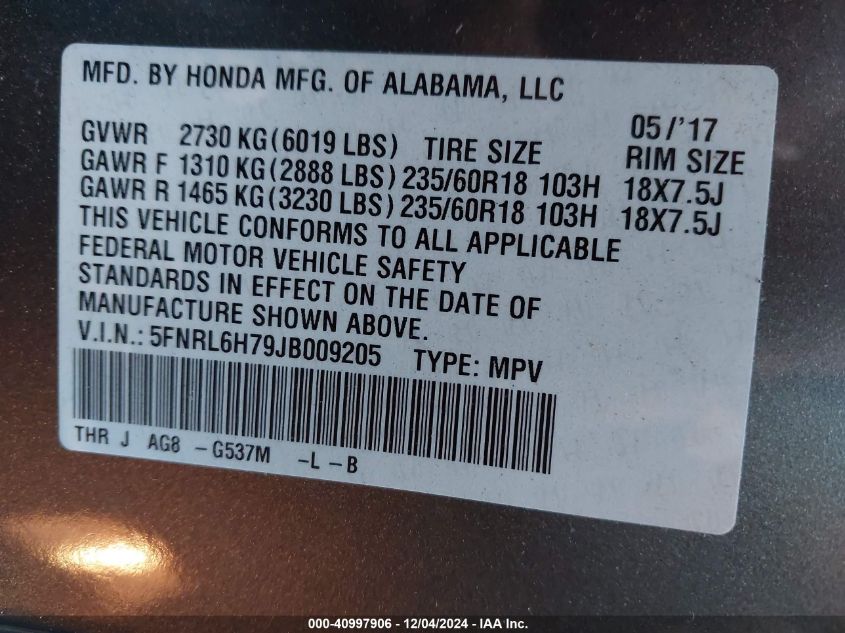 MFD. BY HONDA MFG. OF ALABAMA, LLC
05/'17
GVWR 2730 KG(6019 LBS) TIRE SIZE RIM SIZE
GAWR F 1310 KG(2888 LBS) 235/60R18 103H 18X7.5J
GAWR R 1465 KG(3230 LBS) 235/60R18 103H 18X7.5J
THIS VEHICLE CONFORMS TO ALL APPLICABLE
FEDERAL MOTOR VEHICLE SAFETY
STANDARDS IN EFFECT ON THE DATE OF
MANUFACTURE SHOWN ABOVE.
V.I.N.: 5FNRL6H79JB009205 TYPE: MPV
THR J AG8 -G537M -L -B
000-40997906 - 12/04/2024 - IAA Inc.